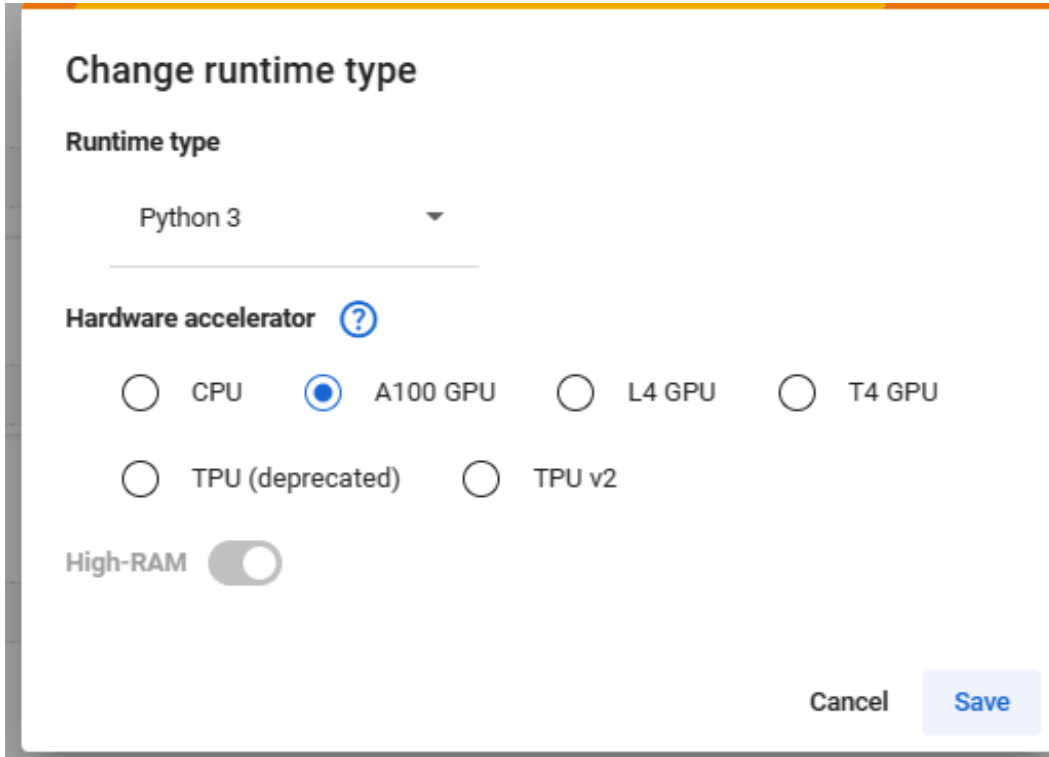 Change runtime type
Runtime type
Python 3
Hardware accelerator ?
CPU A100 GPU L4 GPU T4 GPU
TPU (deprecated) TPU v2
High-RAM
Cancel Save